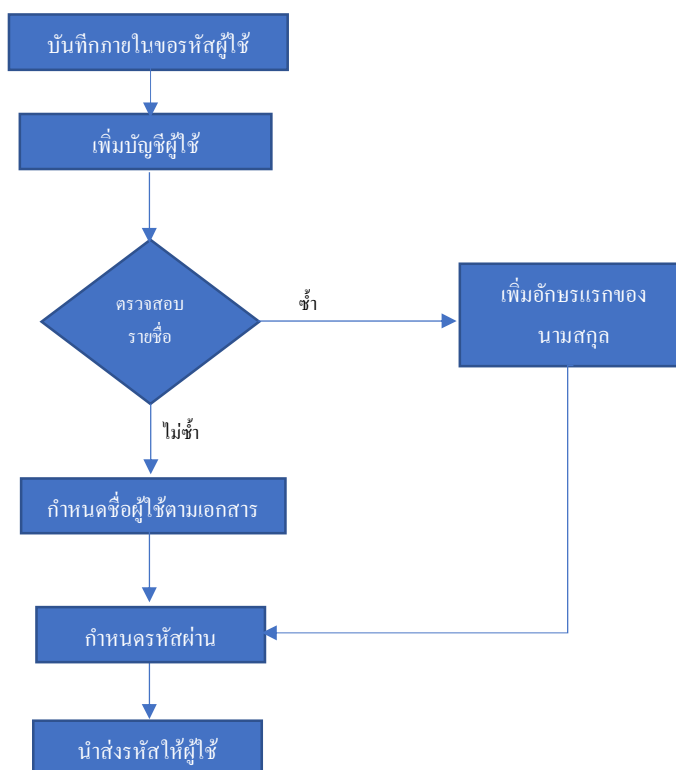 บันทึกภายในขอรหัสผู้ใช้
เพิ่มบัญชีผู้ใช้
ตรวจสอบ
รายชื่อ
ซ้ำ
เพิ่มอักษรแรกของ
นามสกุล
ไม่ซ้ำ
กำหนดชื่อผู้ใช้ตามเอกสาร
กำหนดรหัสผ่าน
นำส่งรหัสให้ผู้ใช้